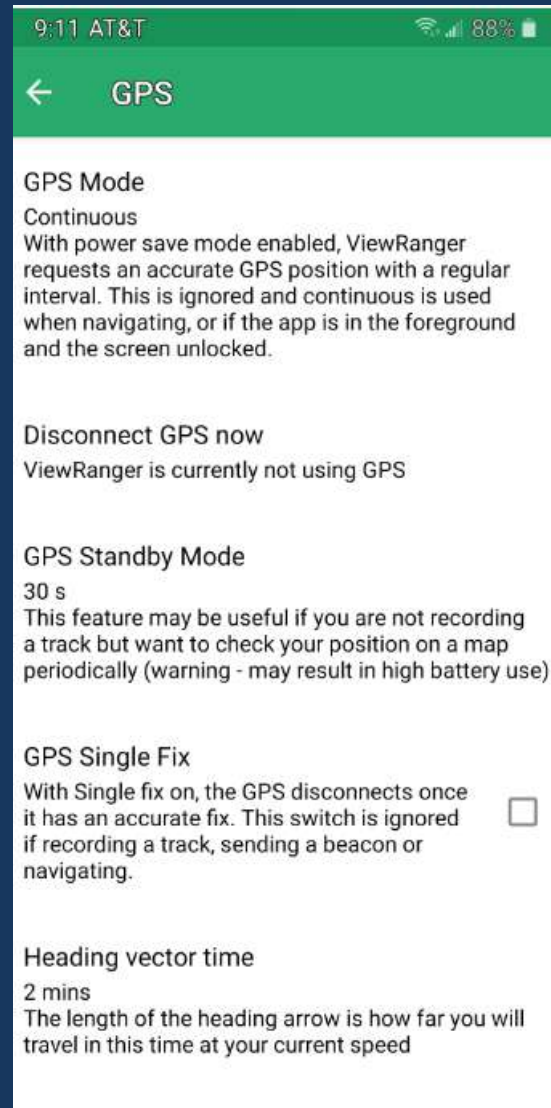 9:11 AT&T 88%
GPS
GPS Mode
Continuous
With power save mode enabled, ViewRanger
requests an accurate GPS position with a regular
interval. This is ignored and continuous is used
when navigating, or if the app is in the foreground
and the screen unlocked.
Disconnect GPS now
ViewRanger is currently not using GPS
GPS Standby Mode
30 s
This feature may be useful if you are not recording
a track but want to check your position on a map
periodically (warning - may result in high battery use)
GPS Single Fix
With Single fix on, the GPS disconnects once
it has an accurate fix. This switch is ignored
if recording a track, sending a beacon or
navigating.
Heading vector time
2 mins
The length of the heading arrow is how far you will
travel in this time at your current speed